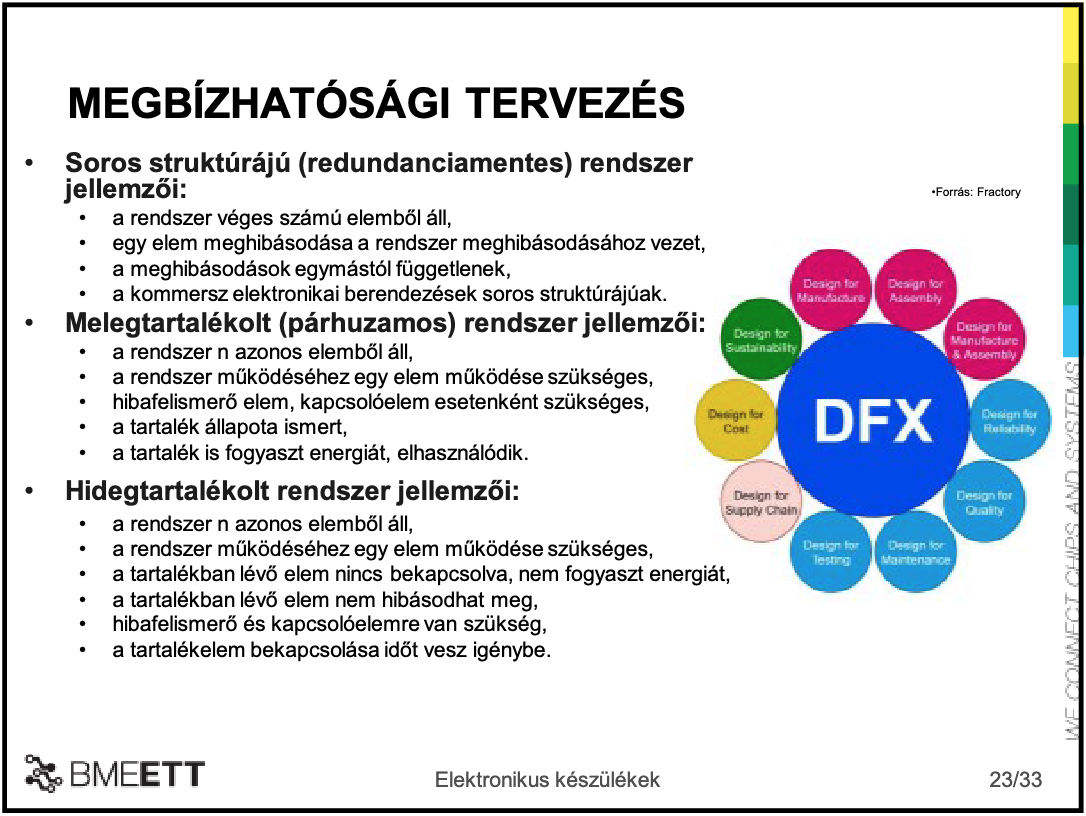 MEGBÍZHATÓSÁGI TERVEZÉS
• Soros struktúrájú (redundanciamentes) rendszer
jellemzői:
• a rendszer véges számú elemből áll,
• egy elem meghibásodása a rendszer meghibásodásához vezet,
• a meghibásodások egymástól függetlenek,
• a kommersz elektronikai berendezések soros struktúrájúak.
• Melegtartalékolt (párhuzamos) rendszer jellemzői:
• a rendszer n azonos elemből áll,
• a rendszer működéséhez egy elem működése szükséges,
• hibafelismerő elem, kapcsolóelem esetenként szükséges,
• a tartalék állapota ismert,
• a tartalék is fogyaszt energiát, elhasználódik.
• Hidegtartalékolt rendszer jellemzői:
• a rendszer n azonos elemből áll,
• a rendszer működéséhez egy elem működése szükséges,
• a tartalékban lévő elem nincs bekapcsolva, nem fogyaszt energiát,
• a tartalékban lévő elem nem hibásodhat meg,
• hibafelismerő és kapcsolóelemre van szükség,
• a tartalékelem bekapcsolása időt vesz igénybe.
•Forrás: Fractory
Design for
Manufacture
Design for
Assembly
Design for
Manufacture
& Assembly
Design for
Reliability
Design for
Quality
Design for
Maintenance
Design for
Testing
Design for
Supply Chain
Design for
Cost
Design for
Sustainability
DFX
WE CONNECT CHIPS AND SYSTEMS
BMEETT
Elektronikus készülékek
23/33